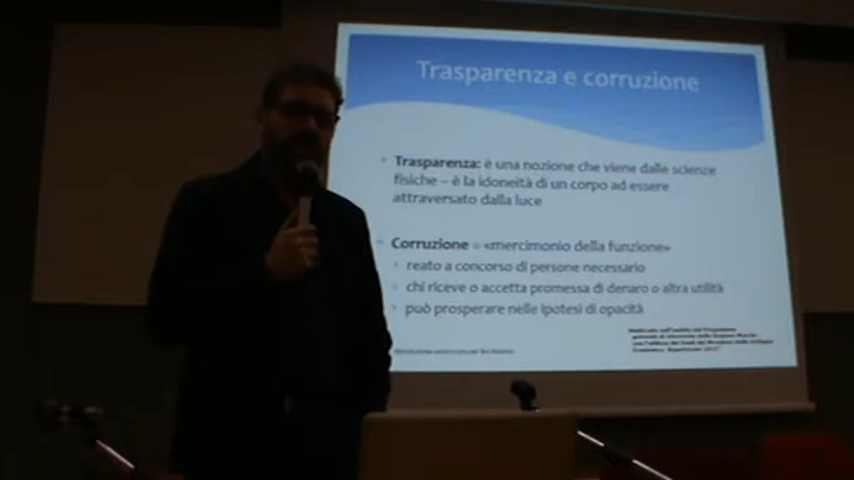 Trasparenza e corruzione
Trasparenza: è una nozione che viene dalle scienze
fisiche – è la idoneità di un corpo ad essere
attraversato dalla luce
Corruzione = «mercimonio della funzione»
reato a concorso di persone necessario
chi riceve o accetta promessa di denaro o altra utilità
può prosperare nelle ipotesi di opacità